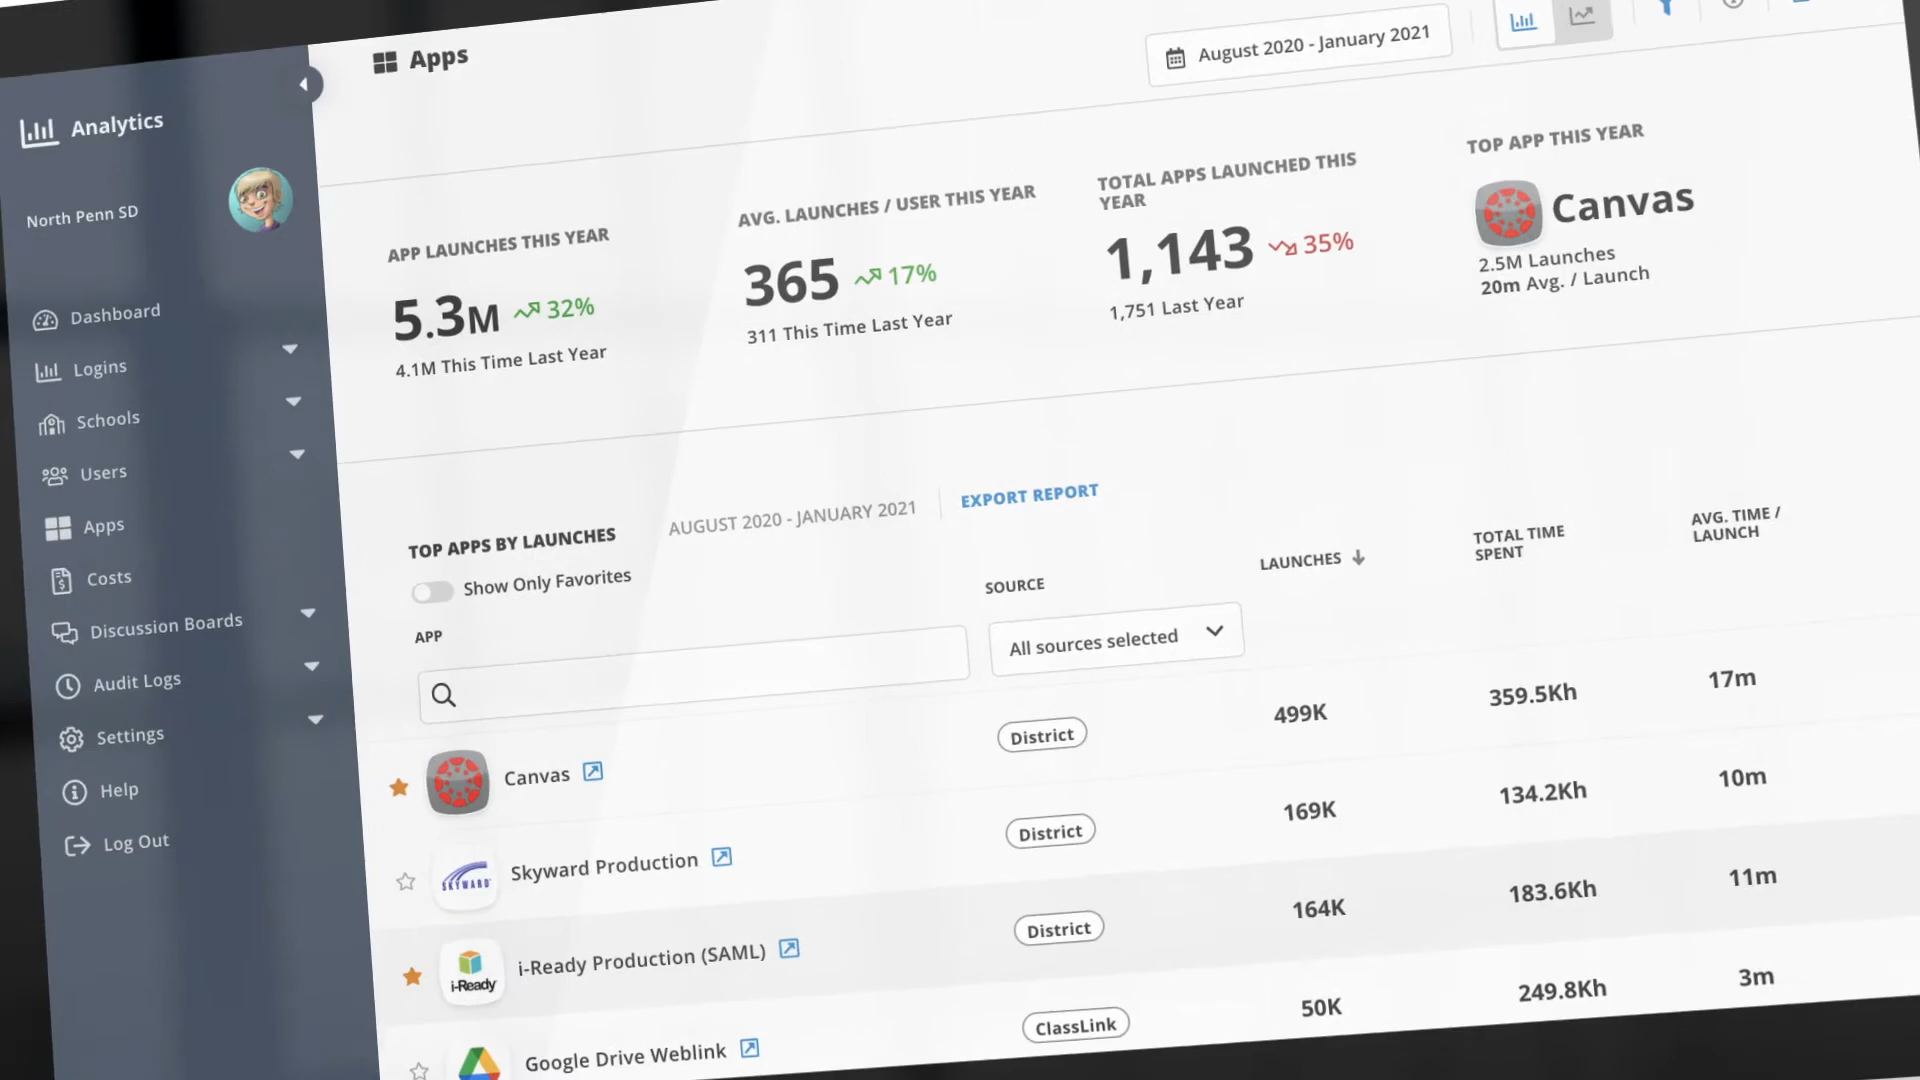 Apps
August 2020 - January 2021
Analytics
North Penn SD
Dashboard
Logins
Schools
Users
Apps
Costs
Discussion Boards
Audit Logs
Settings
Help
Log Out
APP LAUNCHES THIS YEAR
5.3M 32%
4.1M This Time Last Year
AVG. LAUNCHES / USER THIS YEAR
365 17%
311 This Time Last Year
TOTAL APPS LAUNCHED THIS
YEAR
1,143 35%
1,751 Last Year
TOP APP THIS YEAR
Canvas
2.5M Launches
20m Avg. / Launch
TOP APPS BY LAUNCHES
AUGUST 2020 - JANUARY 2021
EXPORT REPORT
Show Only Favorites
APP
SOURCE
All sources selected
LAUNCHES
TOTAL TIME
SPENT
AVG. TIME /
LAUNCH
Canvas District 499K 359.5Kh 17m
SKYWARD Skyward Production District 169K 134.2Kh 10m
i-Ready i-Ready Production (SAML) District 164K 183.6Kh 11m
Google Drive Weblink ClassLink 50K 249.8Kh 3m